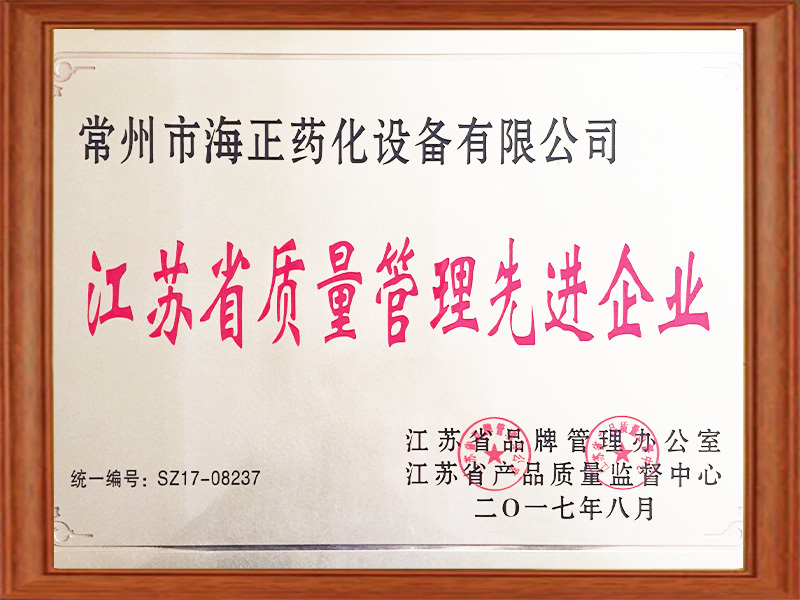 常州市海正药化设备有限公司
江苏省质量管理先进企业
江苏省品牌管理办公室
统一编号：SZ17-08237
江苏省产品质量监督中心
二〇一七年八月